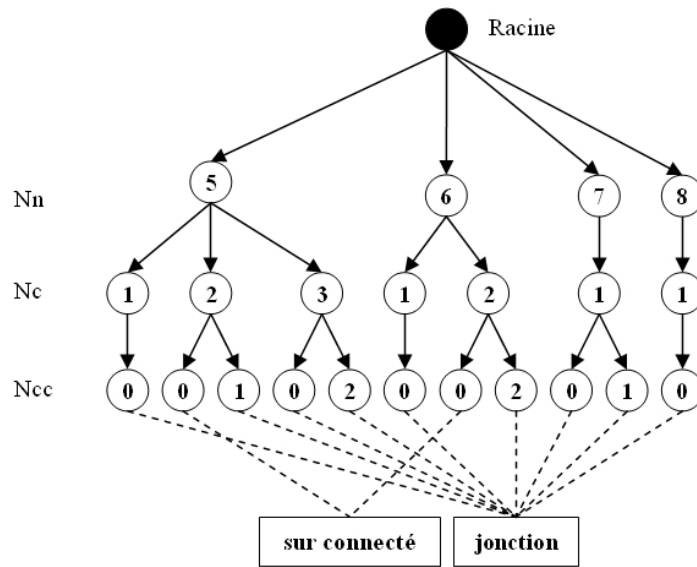 Racine
Nn 5 6 7 8
Nc 1 2 3 1 2 1 1
Ncc 0 0 1 0 2 0 0 2 0 1 0
sur connecté jonction